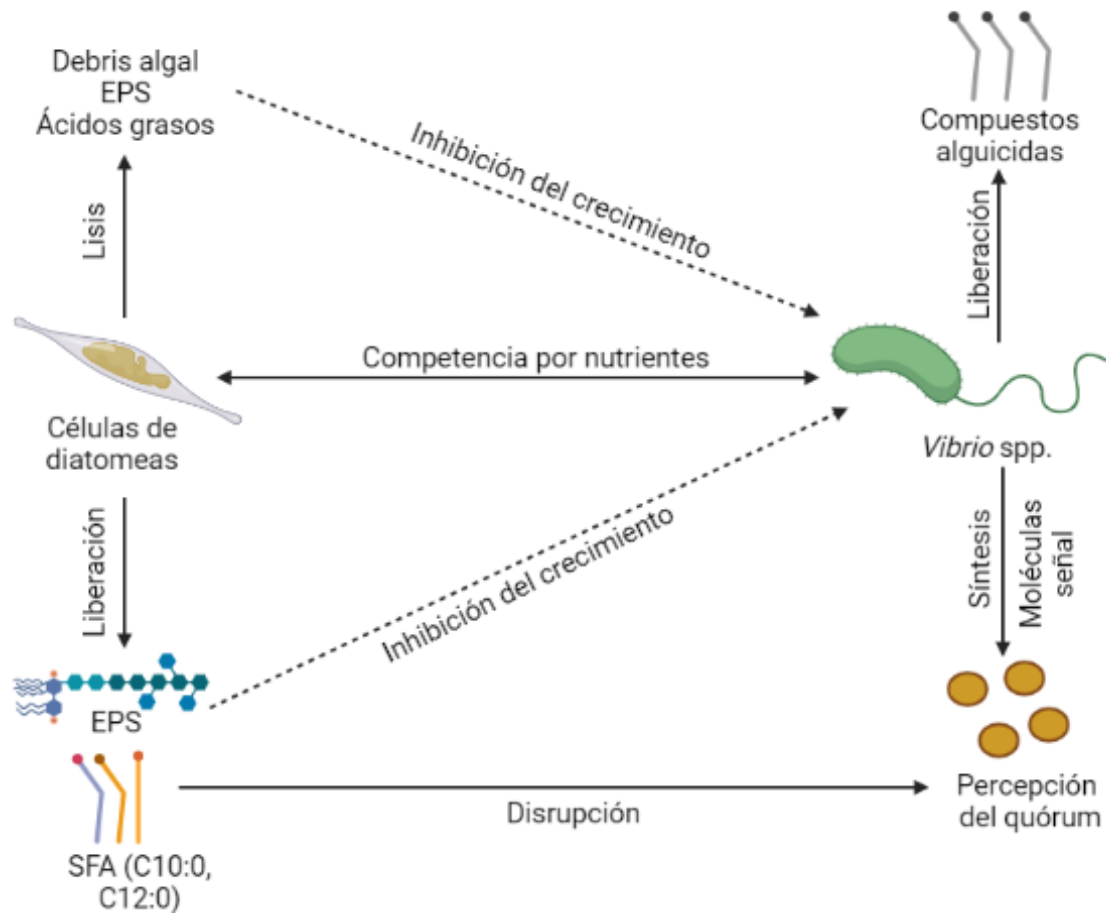 Debris algal
EPS
Ácidos grasos
Compuestos
alguicidas
Inhibición del crecimiento
Lisis
Liberación
Competencia por nutrientes
Células de
diatomeas
Vibrio spp.
Liberación
Inhibición del crecimiento
Síntesis
Moléculas
señal
EPS
Disrupción
Percepción
del quórum
SFA (C10:0,
C12:0)